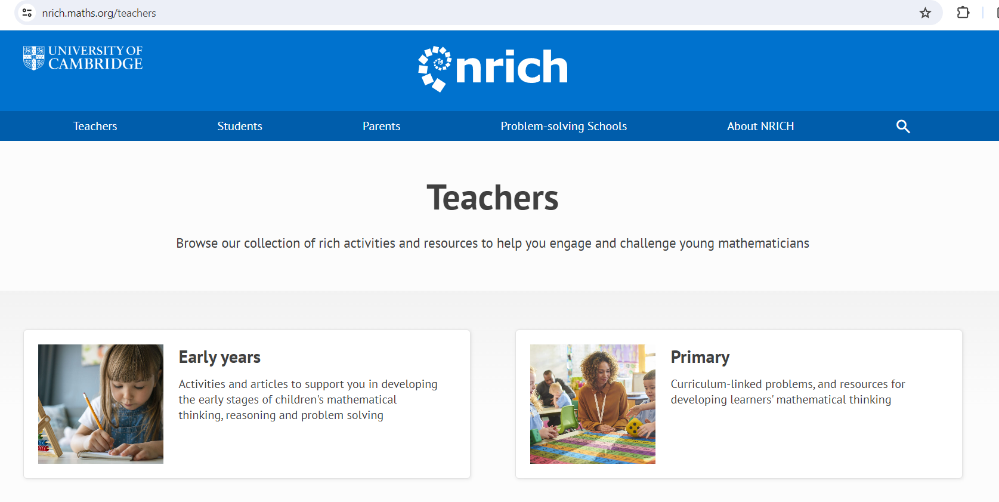 nrich.maths.org/teachers
UNIVERSITY OF
CAMBRIDGE
nrich
Teachers
Students
Parents
Problem-solving Schools
About NRICH
Teachers
Browse our collection of rich activities and resources to help you engage and challenge young mathematicians
Early years
Activities and articles to support you in developing
the early stages of children's mathematical
thinking, reasoning and problem solving
Primary
Curriculum-linked problems, and resources for
developing learners' mathematical thinking